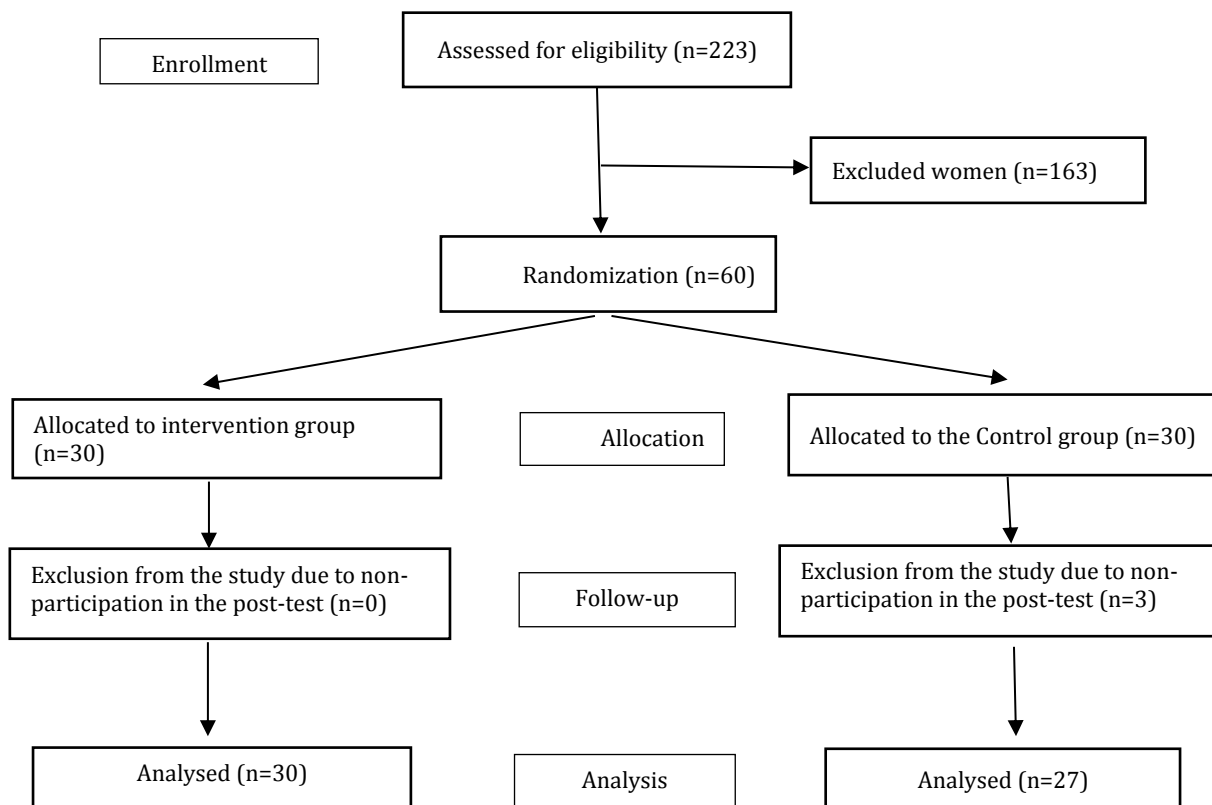 Assessed for eligibility (n=223)
Enrollment
Excluded women (n=163)
Randomization (n=60)
Allocated to intervention group
(n=30)
Allocation
Allocated to the Control group (n=30)
Exclusion from the study due to non-
participation in the post-test (n=0)
Follow-up
Exclusion from the study due to non-
participation in the post-test (n=3)
Analysed (n=30)
Analysis
Analysed (n=27)